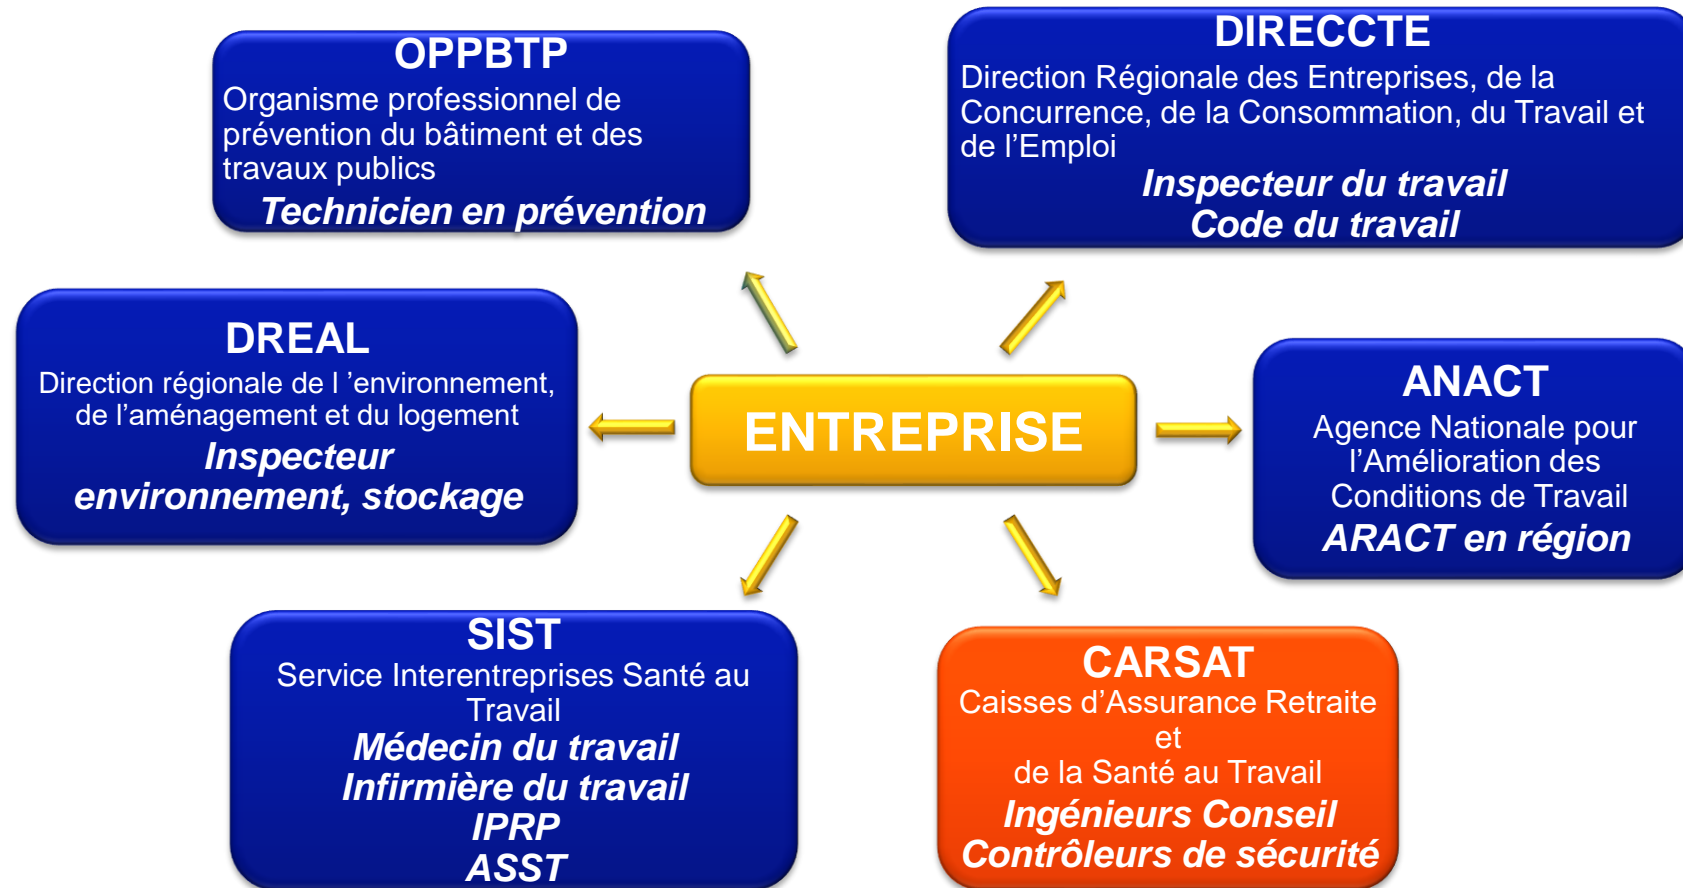 OPPBTP
Organisme professionnel de
prévention du bâtiment et des
travaux publics
Technicien en prévention
DIRECCTE
Direction Régionale des Entreprises, de la
Concurrence, de la Consommation, du Travail et
de l’Emploi
Inspecteur du travail
Code du travail
DREAL
Direction régionale de l ’environnement,
de l’aménagement et du logement
Inspecteur
environnement, stockage
ENTREPRISE
ANACT
Agence Nationale pour
l’Amélioration des
Conditions de Travail
ARACT en région
SIST
Service Interentreprises Santé au
Travail
Médecin du travail
Infirmière du travail
IPRP
ASST
CARSAT
Caisses d’Assurance Retraite
et
de la Santé au Travail
Ingénieurs Conseil
Contrôleurs de sécurité